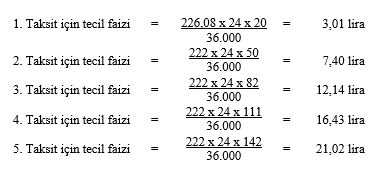 1. Taksit için tecil faizi = 226,08 x 24 x 20 = 3,01 lira
36.000
2. Taksit için tecil faizi = 222 x 24 x 50 = 7,40 lira
36.000
3. Taksit için tecil faizi = 222 x 24 x 82 = 12,14 lira
36.000
4. Taksit için tecil faizi = 222 x 24 x 111 = 16,43 lira
36.000
5. Taksit için tecil faizi = 222 x 24 x 142 = 21,02 lira
36.000